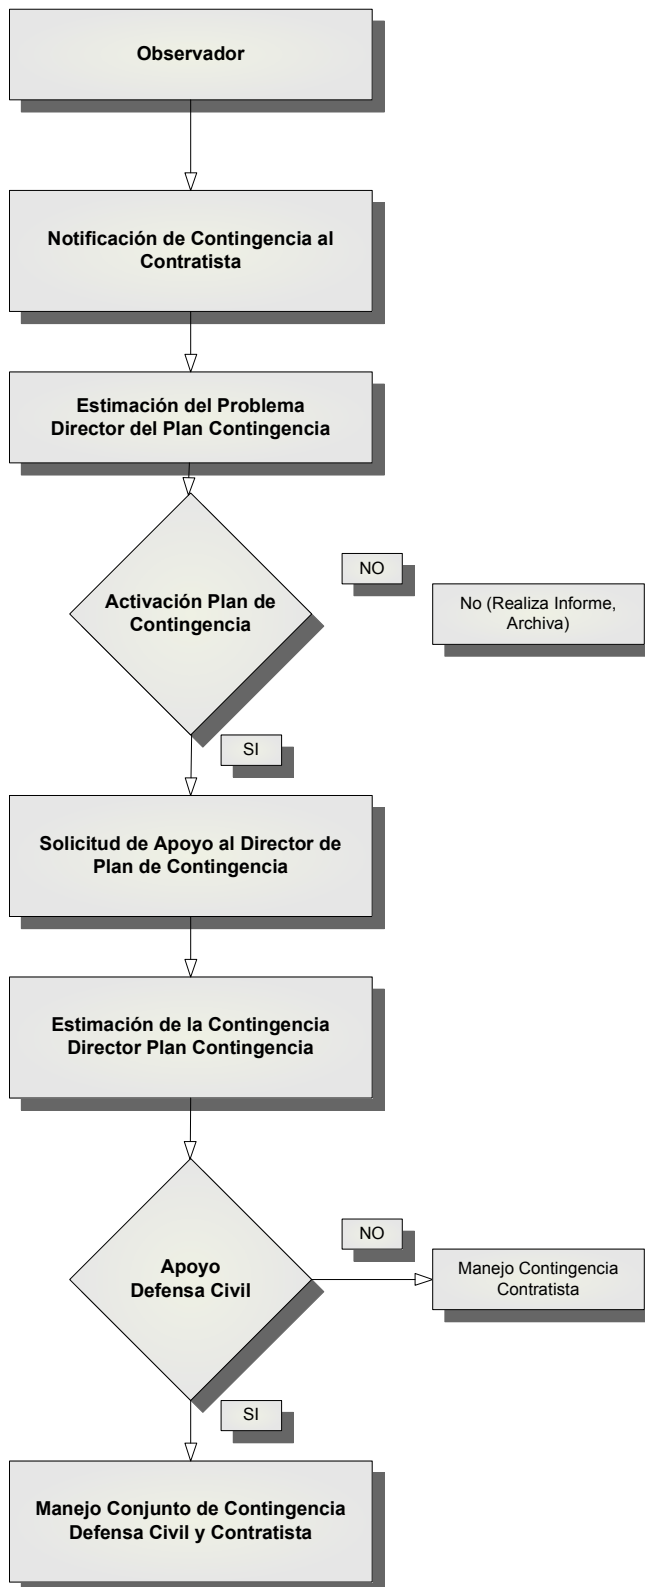 Observador
Notificación de Contingencia al
Contratista
Estimación del Problema
Director del Plan Contingencia
Activación Plan de
Contingencia
NO
No (Realiza Informe,
Archiva)
SI
Solicitud de Apoyo al Director de
Plan de Contingencia
Estimación de la Contingencia
Director Plan Contingencia
Apoyo
Defensa Civil
NO
Manejo Contingencia
Contratista
SI
Manejo Conjunto de Contingencia
Defensa Civil y Contratista